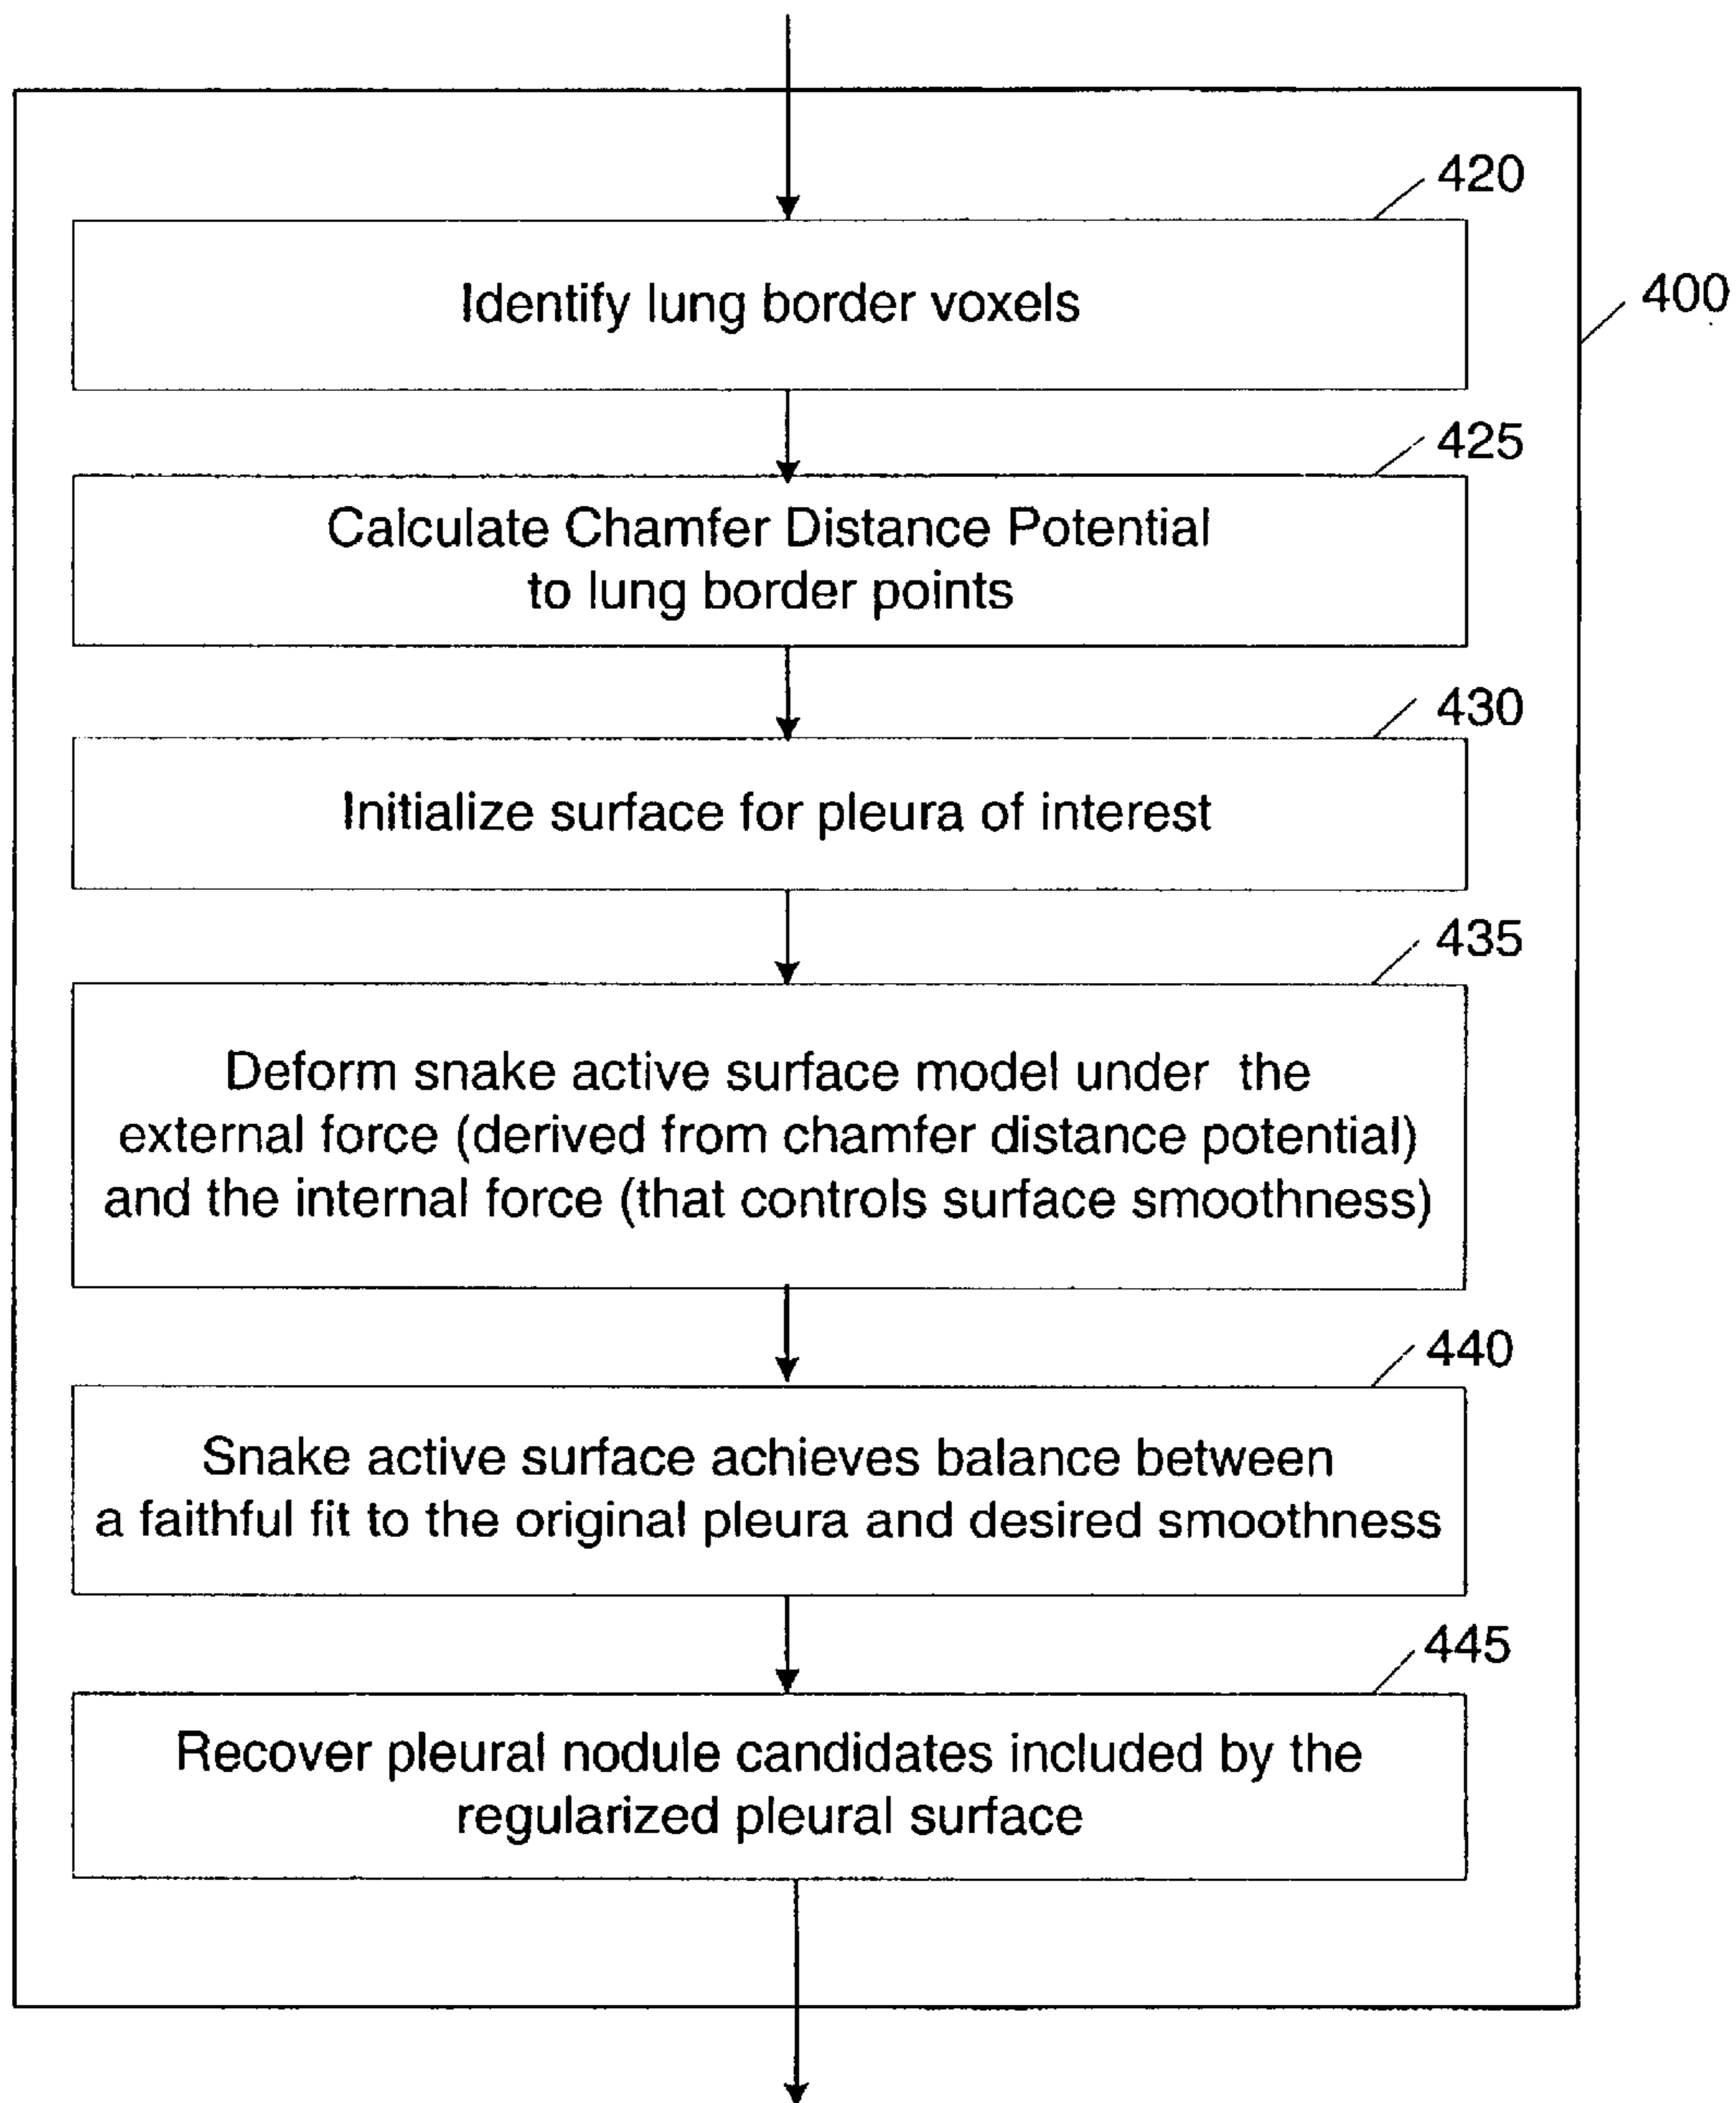 420
400
Identify lung border voxels
425
Calculate Chamfer Distance Potential
to lung border points
430
Initialize surface for pleura of interest
435
Deform snake active surface model under the
external force (derived from chamfer distance potential)
and the internal force (that controls surface smoothness)
440
Snake active surface achieves balance between
a faithful fit to the original pleura and desired smoothness
445
Recover pleural nodule candidates included by the
regularized pleural surface